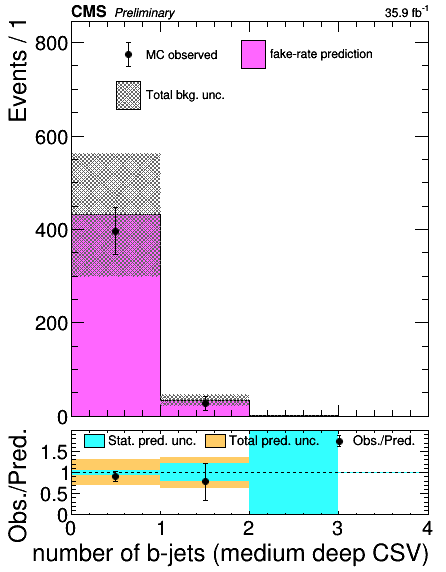 CMS Preliminary 35.9 fb⁻¹
Events / 1
800
MC observed
fake-rate prediction
Total bkg. unc.
600
400
200
0
Obs./Pred.
Stat. pred. unc.
Total pred. unc.
Obs./Pred.
1.5
1
0.5
0
0 1 2 3 4
number of b-jets (medium deep CSV)